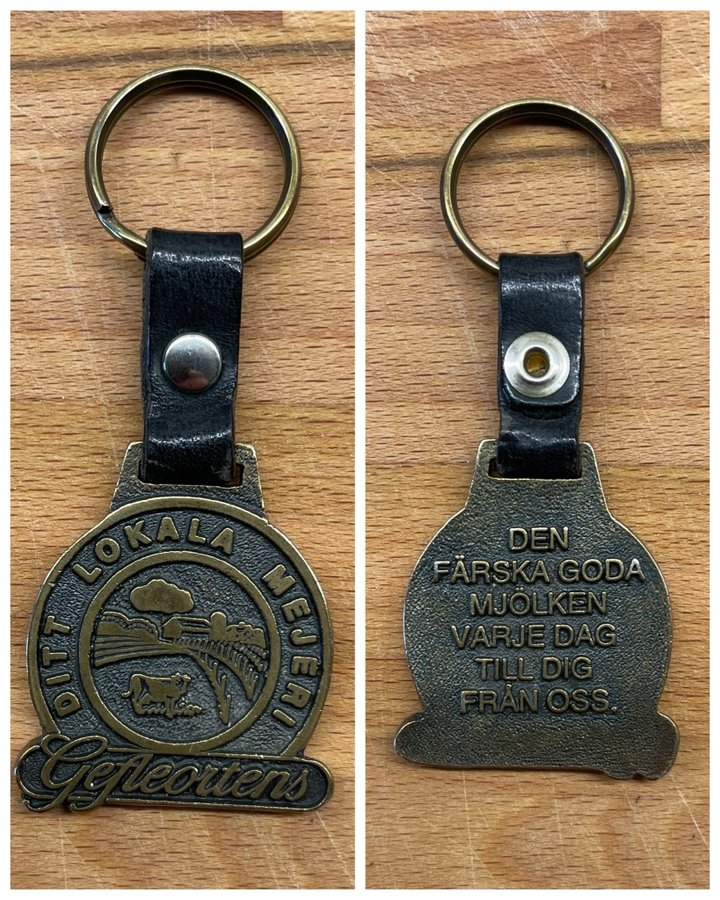 DITT LOKALA MEJERI
Gefleortens
DEN
FÄRSKA GODA
MJÖLKEN
VARJE DAG
TILL DIG
FRÅN OSS.